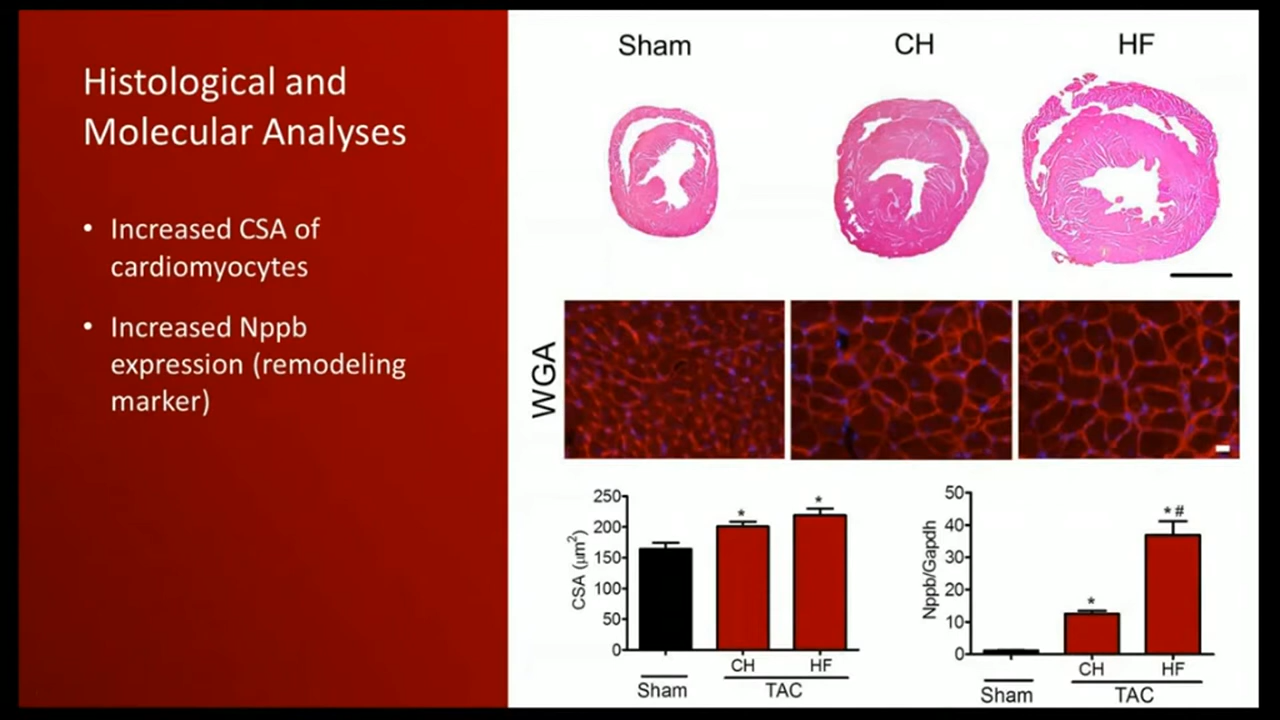 Histological and
Molecular Analyses
• Increased CSA of
cardiomyocytes
• Increased Nppb
expression (remodeling
marker)
Sham CH HF
WGA
250
200
150
100
50
0
CSA (µm²)
* *
CH HF
Sham TAC
50
40
30
20
10
0
Nppb/Gapdh
* *#
CH HF
Sham TAC